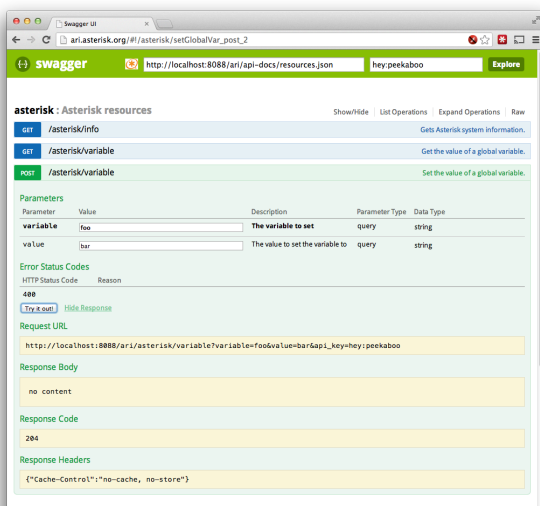 Swagger UI
ari.asterisk.org/#!/asterisk/setGlobalVar_post_2
swagger http://localhost:8088/ari/api-docs/resources.json hey:peekaboo Explore
asterisk : Asterisk resources Show/Hide List Operations Expand Operations Raw
GET /asterisk/info Gets Asterisk system information.
GET /asterisk/variable Get the value of a global variable.
POST /asterisk/variable Set the value of a global variable.
Parameters
Parameter Value Description Parameter Type Data Type
variable foo The variable to set query string
value bar The value to set the variable to query string
Error Status Codes
HTTP Status Code Reason
400
Try it out! Hide Response
Request URL
http://localhost:8088/ari/asterisk/variable?variable=foo&value=bar&api_key=hey:peekaboo
Response Body
no content
Response Code
204
Response Headers
{"Cache-Control":"no-cache, no-store"}